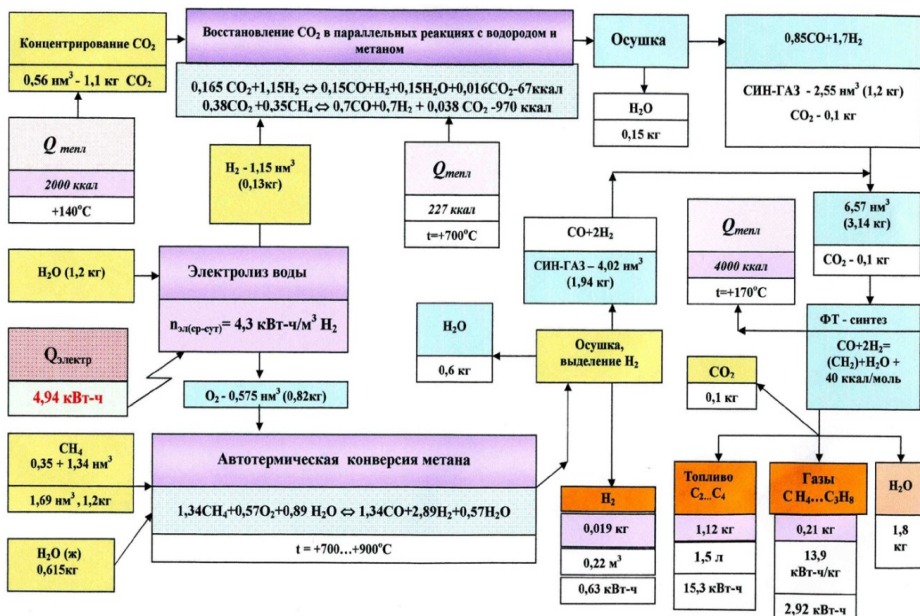 Концентрирование CO₂
0,56 нм³ - 1,1 кг CO₂
Q тепл
2000 ккал
+140°C
Восстановление CO₂ в параллельных реакциях с водородом и
метаном
0,165 CO₂+1,15H₂ ⇔ 0,15CO+H₂+0,15H₂O+0,016CO₂-67ккал
0,38CO₂ +0,35CH₄ ⇔ 0,7CO+0,7H₂ + 0,038 CO₂ -970 ккал
Осушка
H₂O
0,15 кг
0,85CO+1,7H₂
СИН-ГАЗ - 2,55 нм³ (1,2 кг)
CO₂ - 0,1 кг
H₂ - 1,15 нм³
(0,13кг)
Qтепл
227 ккал
t=+700°C
CO+2H₂
СИН-ГАЗ – 4,02 нм³
(1,94 кг)
Qтепл
4000 ккал
t=+170°C
6,57 нм³
(3,14 кг)
CO₂ - 0,1 кг
H₂O (1,2 кг)
Электролиз воды
nэл(ср-сут)= 4,3 кВт-ч/м³ H₂
Qэлектр
4,94 кВт-ч
O₂ - 0,575 нм³ (0,82кг)
H₂O
0,6 кг
Осушка,
выделение H₂
ФТ - синтез
CO+2H₂=
(CH₂)+H₂O +
40 ккал/моль
CO₂
0,1 кг
CH₄
0,35 + 1,34 нм³
1,69 нм³, 1,2кг
H₂O (ж)
0,615кг
Автотермическая конверсия метана
1,34CH₄+0,57O₂+0,89 H₂O ⇔ 1,34CO+2,89H₂+0,57H₂O
t = +700…+900°C
H₂
0,019 кг
0,22 м³
0,63 кВт-ч
Топливо
C₂...C₄
1,12 кг
1,5 л
15,3 кВт-ч
Газы
C H₄…C₃H₈
0,21 кг
13,9
кВт-ч/кг
2,92 кВт-ч
H₂O
1,8
кг